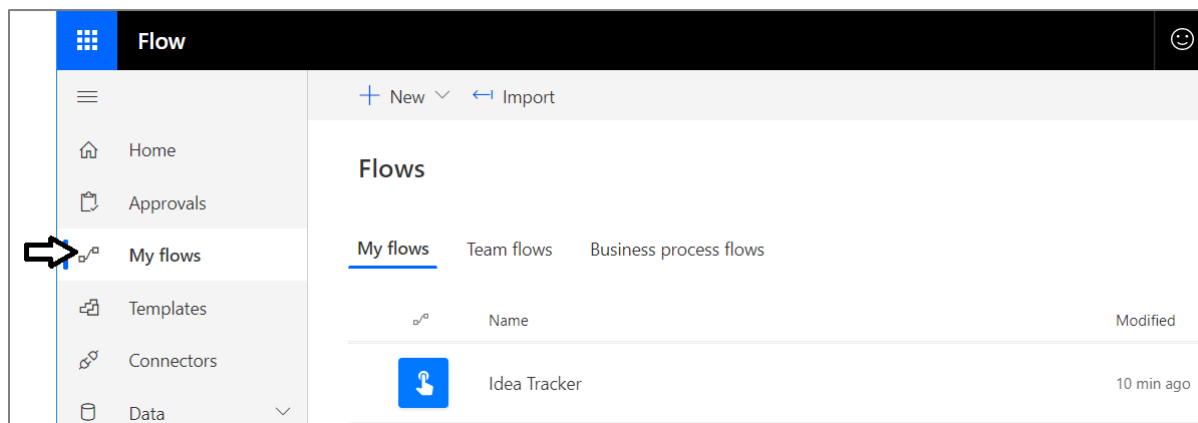 Flow
New Import
Home
Approvals
My flows
Templates
Connectors
Data
Flows
My flows Team flows Business process flows
Name Modified
Idea Tracker 10 min ago